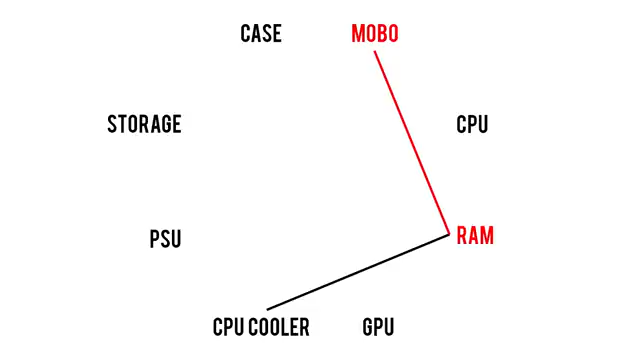 CASE
MOBO
STORAGE
CPU
PSU
RAM
CPU COOLER
GPU